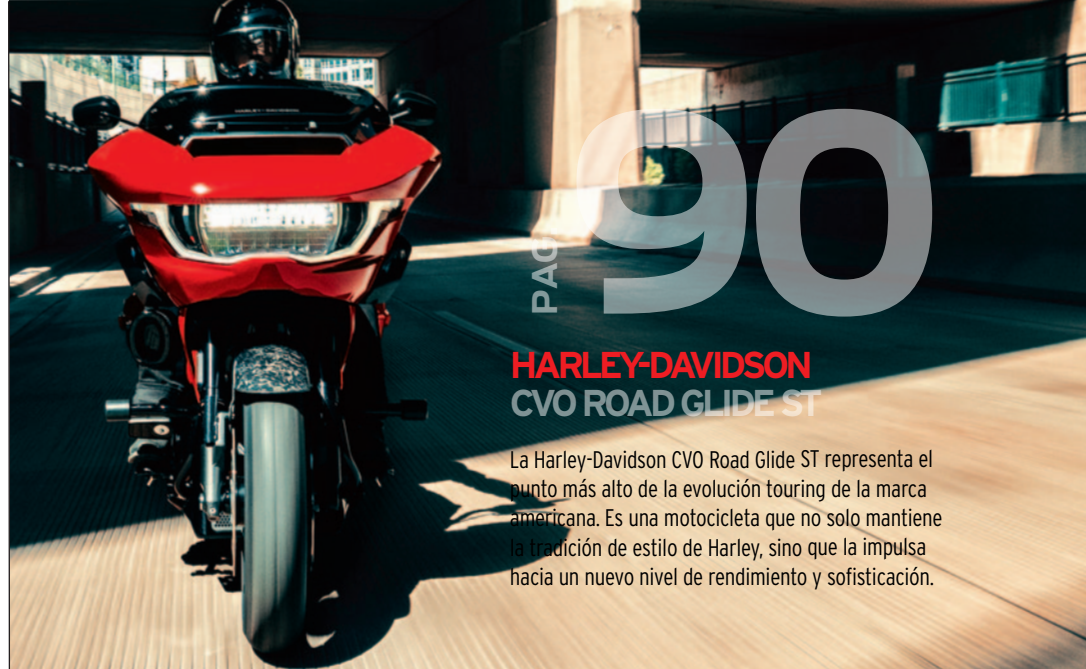 HARLEY-DAVIDSON
PAG
90
HARLEY-DAVIDSON
CVO ROAD GLIDE ST
La Harley-Davidson CVO Road Glide ST representa el
punto más alto de la evolución touring de la marca
americana. Es una motocicleta que no solo mantiene
la tradición de estilo de Harley, sino que la impulsa
hacia un nuevo nivel de rendimiento y sofisticación.